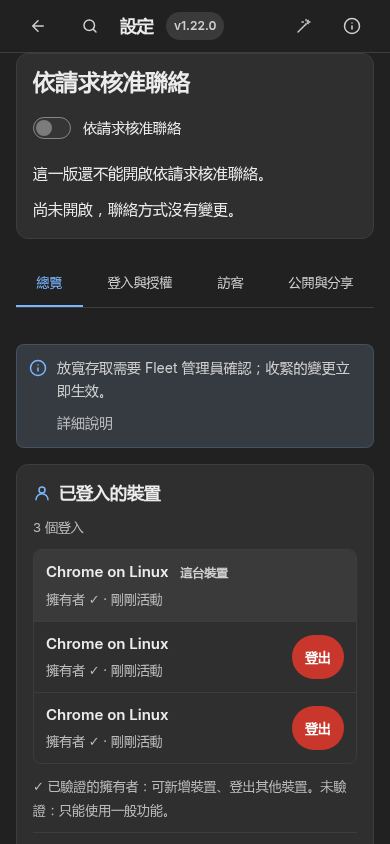 設定 v1.22.0
依請求核准聯絡
依請求核准聯絡
這一版還不能開啟依請求核准聯絡。
尚未開啟，聯絡方式沒有變更。
總覽 登入與授權 訪客 公開與分享
放寬存取需要 Fleet 管理員確認；收緊的變更立
即生效。
詳細說明
已登入的裝置
3 個登入
Chrome on Linux 這台裝置
擁有者 ✓ · 剛剛活動
Chrome on Linux
擁有者 ✓ · 剛剛活動
登出
Chrome on Linux
擁有者 ✓ · 剛剛活動
登出
✓ 已驗證的擁有者：可新增裝置、登出其他裝置。未驗
證：只能使用一般功能。